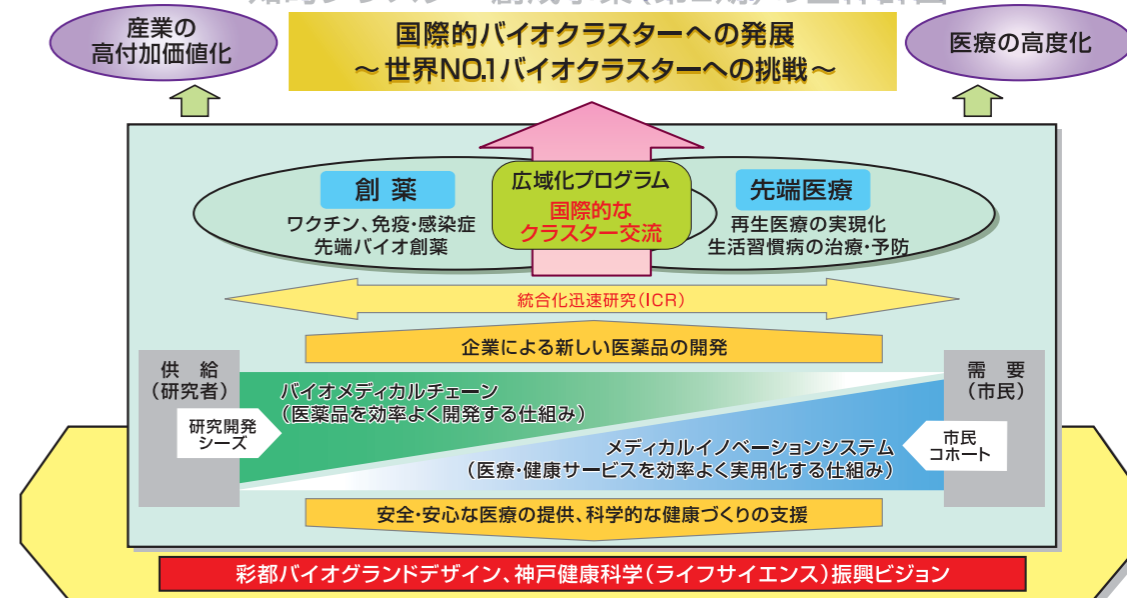 産業の
高付加価値化
国際的バイオクラスターへの発展
～世界NO.1バイオクラスターへの挑戦～
医療の高度化
創 薬
ワクチン、免疫・感染症
先端バイオ創薬
広域化プログラム
国際的な
クラスター交流
先端医療
再生医療の実現化
生活習慣病の治療・予防
統合化迅速研究(ICR)
企業による新しい医薬品の開発
供 給
(研究者)
研究開発
シーズ
バイオメディカルチェーン
(医薬品を効率よく開発する仕組み)
需 要
(市民)
市民
コホート
メディカルイノベーションシステム
(医療・健康サービスを効率よく実用化する仕組み)
安全・安心な医療の提供、科学的な健康づくりの支援
彩都バイオグランドデザイン、神戸健康科学(ライフサイエンス)振興ビジョン